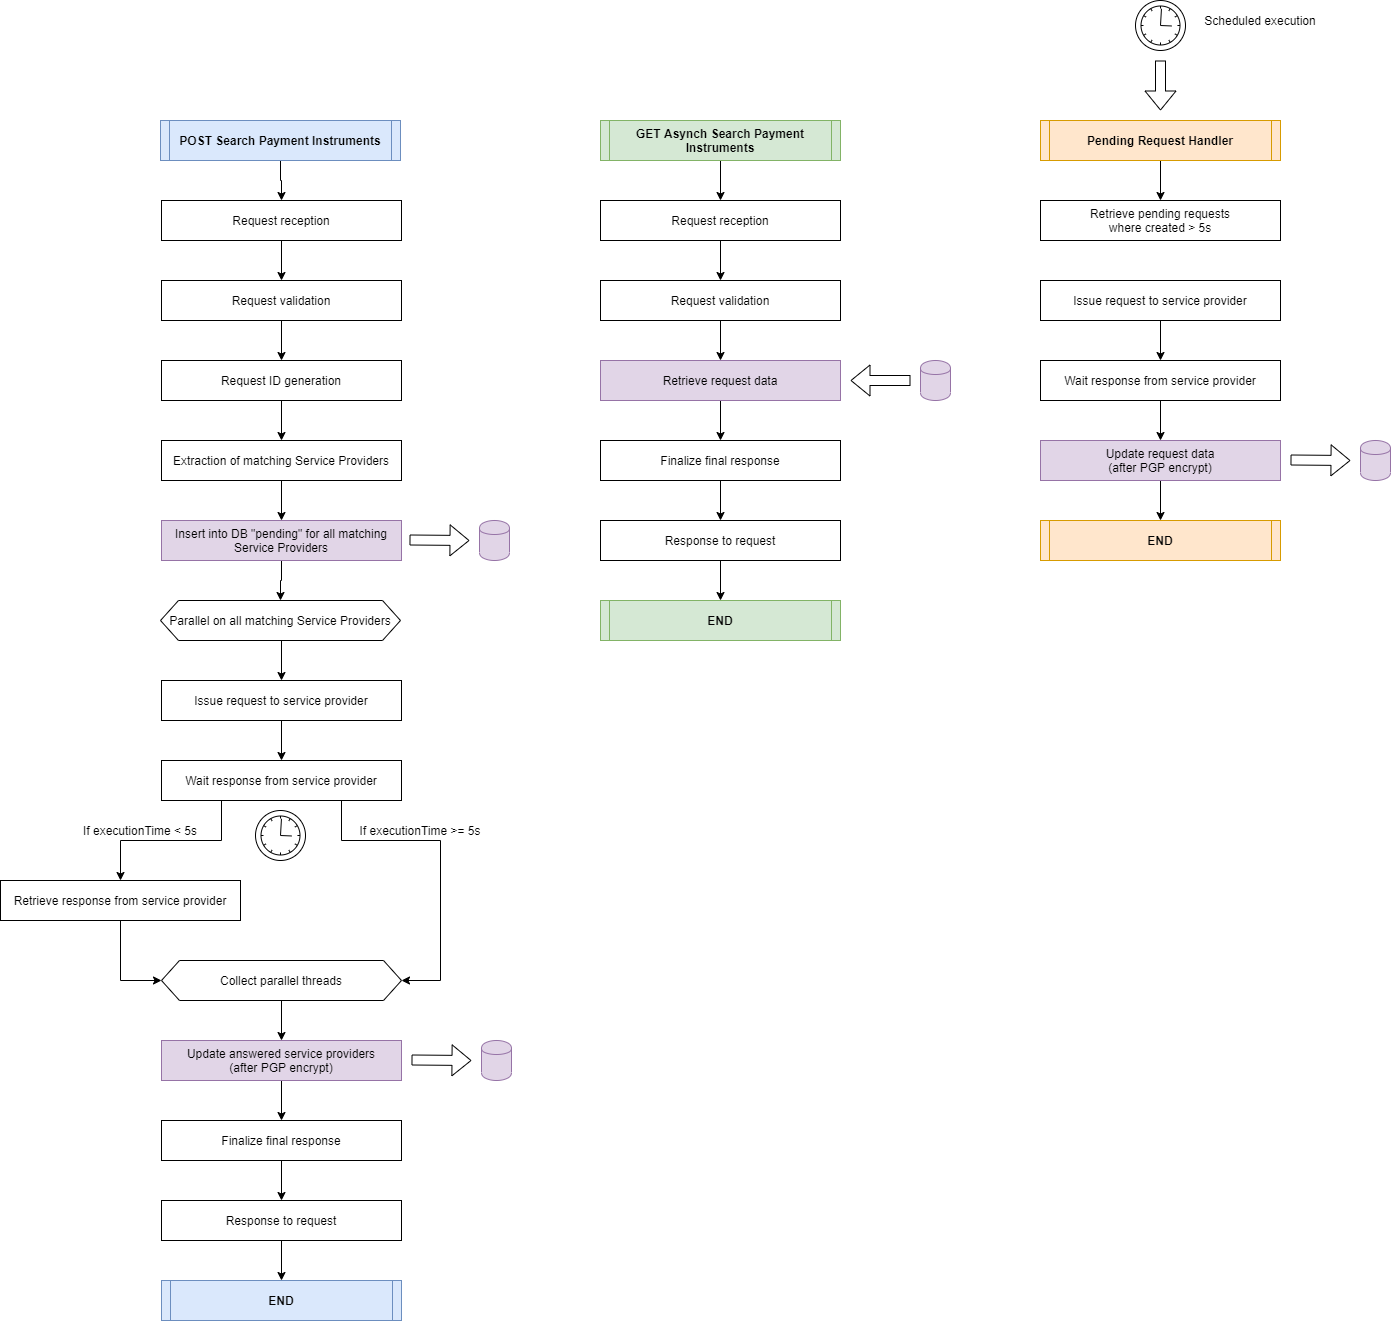 Scheduled execution
POST Search Payment Instruments
Request reception
Request validation
Request ID generation
Extraction of matching Service Providers
Insert into DB "pending" for all matching
Service Providers
Parallel on all matching Service Providers
Issue request to service provider
Wait response from service provider
If executionTime < 5s
If executionTime >= 5s
Retrieve response from service provider
Collect parallel threads
Update answered service providers
(after PGP encrypt)
Finalize final response
Response to request
END
GET Asynch Search Payment
Instruments
Request reception
Request validation
Retrieve request data
Finalize final response
Response to request
END
Pending Request Handler
Retrieve pending requests
where created > 5s
Issue request to service provider
Wait response from service provider
Update request data
(after PGP encrypt)
END